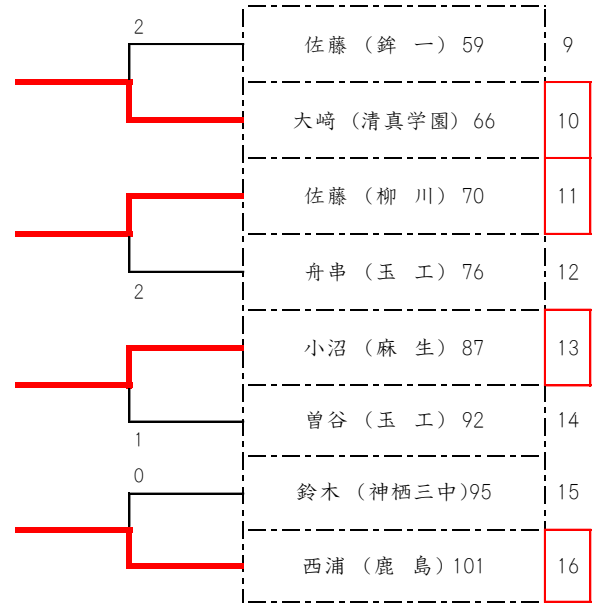 2
佐藤 (鉾 一) 59 9
大﨑 (清真学園) 66 10
佐藤 (柳 川) 70 11
舟串 (玉 工) 76 12
2
小沼 (麻 生) 87 13
曽谷 (玉 工) 92 14
1
0
鈴木 (神栖三中)95 15
西浦 (鹿 島) 101 16